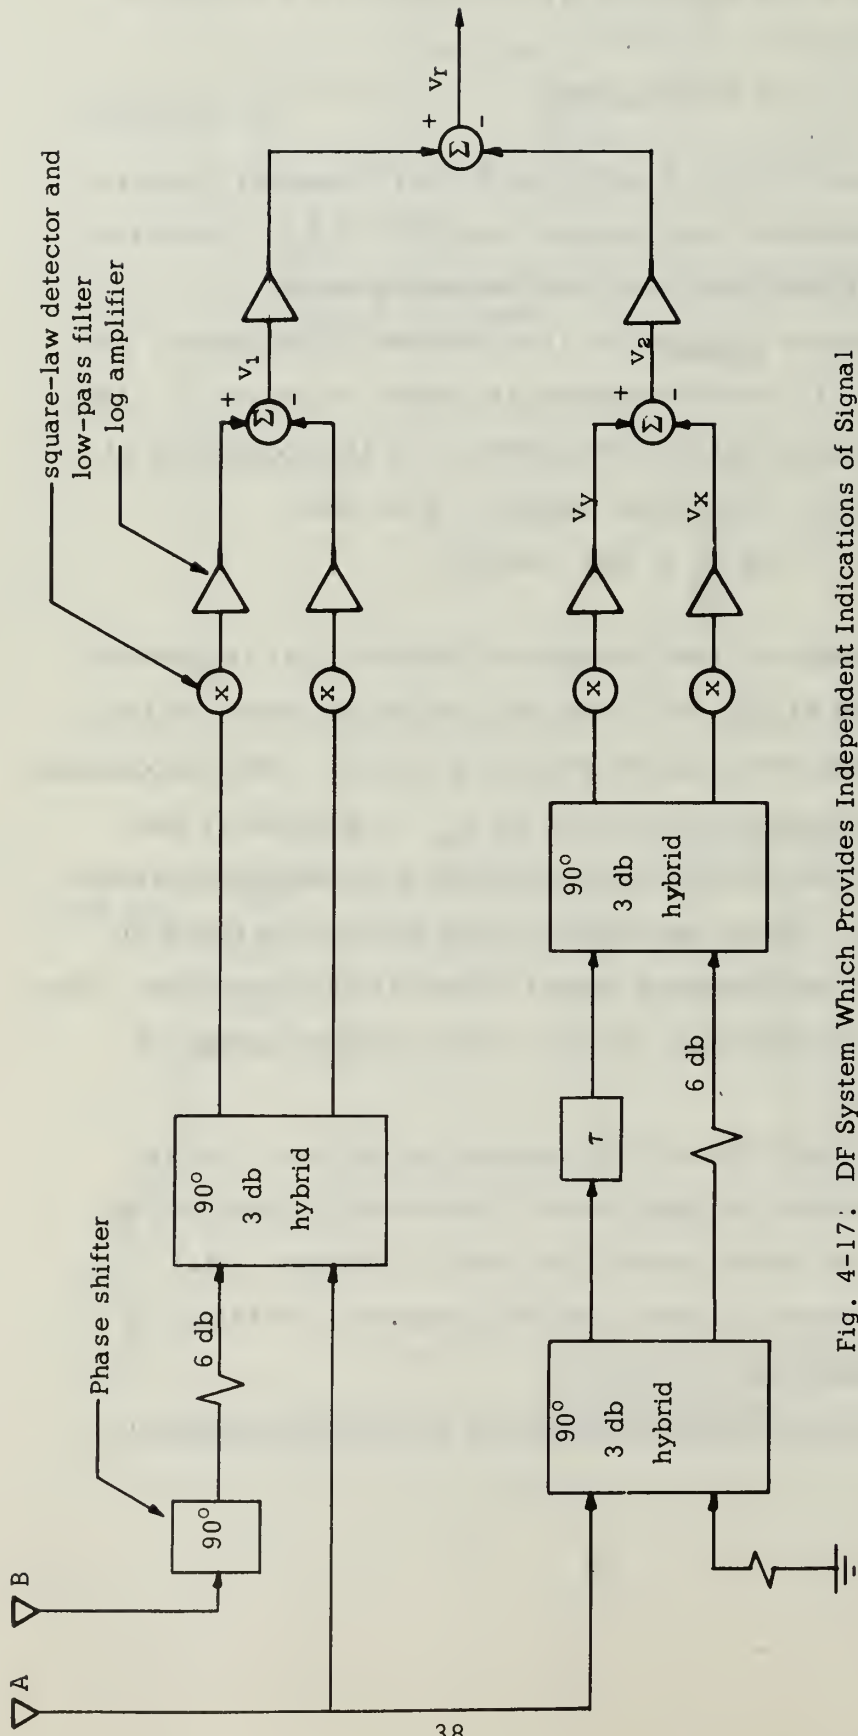 A
B
Phase shifter
90°
6 db
90°
3 db
hybrid
square-law detector and
low-pass filter
log amplifier
x
x
+
Σ
-
v₁
+
vr
Σ
-
90°
3 db
hybrid
τ
6 db
90°
3 db
hybrid
x
x
vy
vx
+
Σ
-
v₂
38
Fig. 4-17. DF System Which Provides Independent Indications of Signal